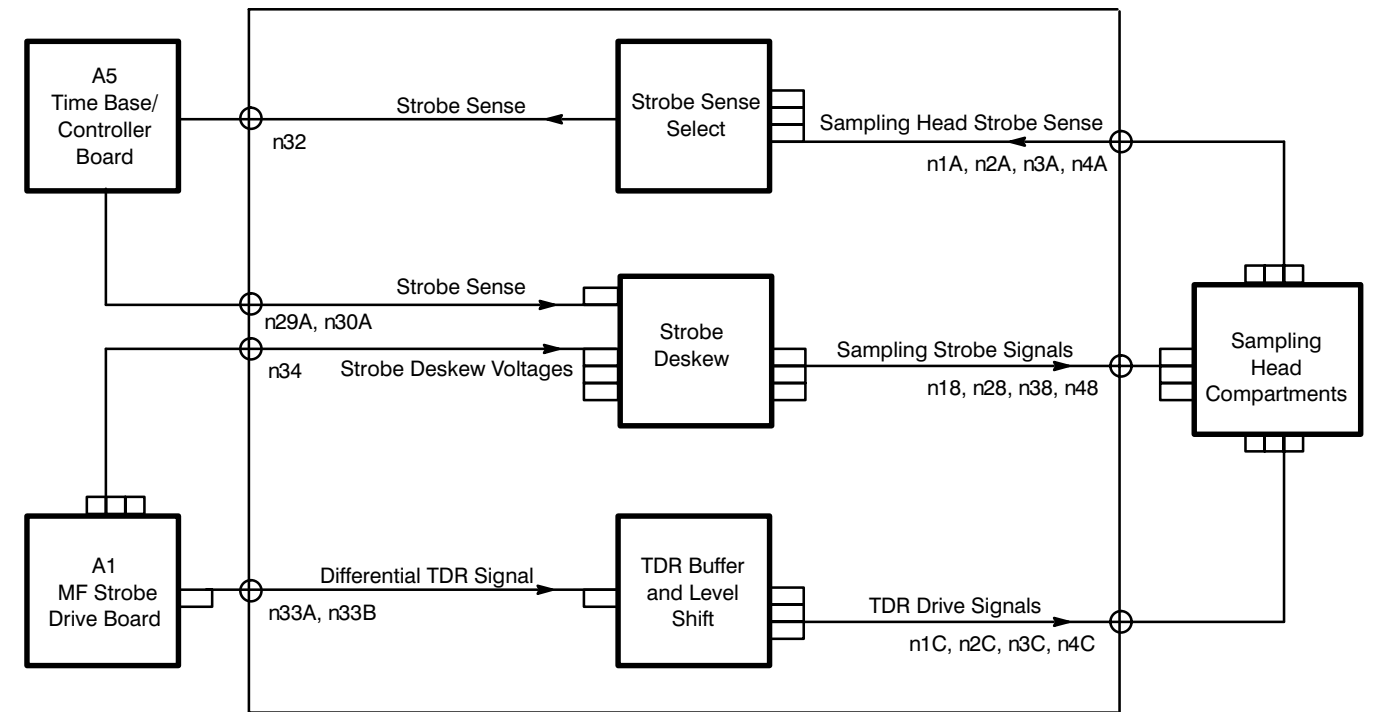 A5
Time Base/
Controller
Board
Strobe Sense
n32
Strobe Sense
Select
Sampling Head Strobe Sense
n1A, n2A, n3A, n4A
Strobe Sense
n29A, n30A
n34
Strobe Deskew Voltages
Strobe
Deskew
Sampling Strobe Signals
n18, n28, n38, n48
Sampling
Head
Compartments
A1
MF Strobe
Drive Board
Differential TDR Signal
n33A, n33B
TDR Buffer
and Level
Shift
TDR Drive Signals
n1C, n2C, n3C, n4C